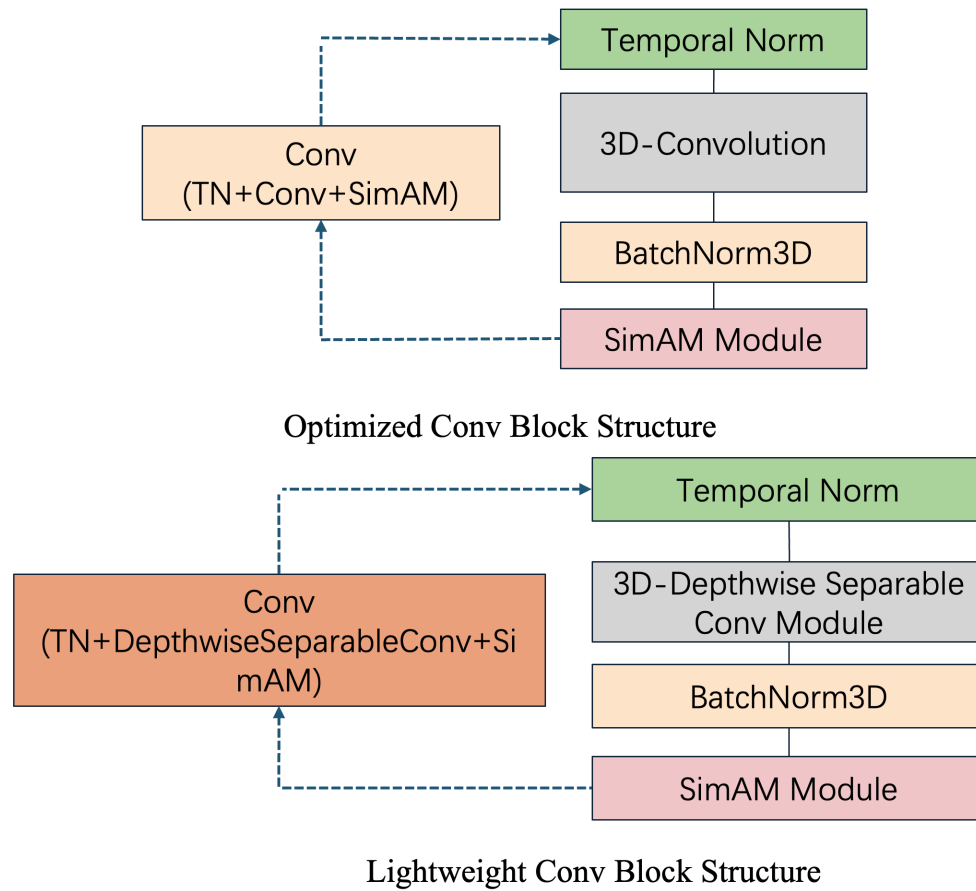 Temporal Norm
Conv
(TN+Conv+SimAM)
3D-Convolution
BatchNorm3D
SimAM Module
Optimized Conv Block Structure
Temporal Norm
Conv
(TN+DepthwiseSeparableConv+Si
mAM)
3D-Depthwise Separable
Conv Module
BatchNorm3D
SimAM Module
Lightweight Conv Block Structure